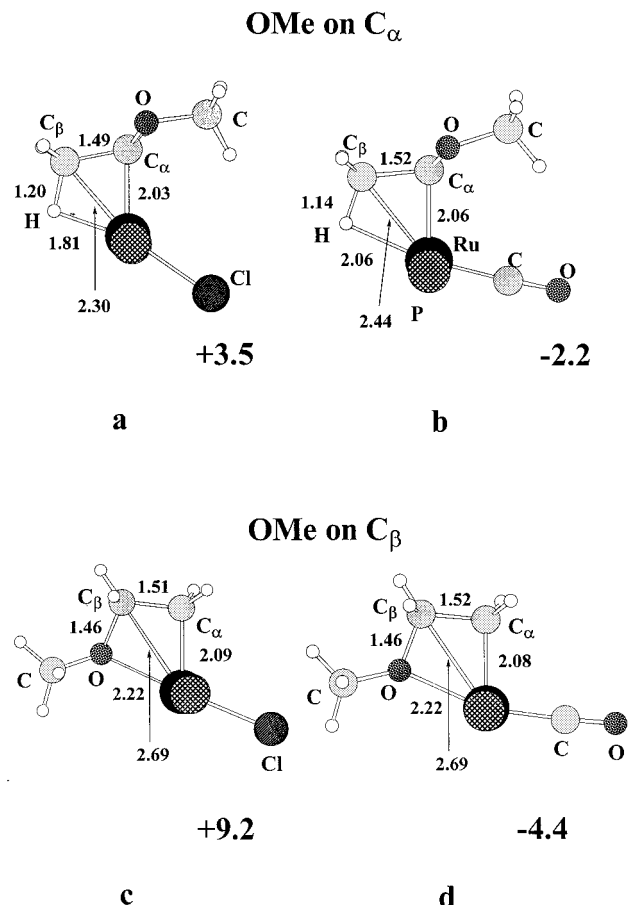 OMe on Cα
O
C
Cβ
1.49
Cα
1.20
2.03
H
1.81
Cl
2.30
+3.5
a
O
C
Cβ
1.52
Cα
1.14
2.06
H
Ru
2.06
C
O
2.44
P
-2.2
b
OMe on Cβ
1.51
Cβ
Cα
1.46
2.09
C
O
2.22
2.69
Cl
+9.2
c
1.52
Cβ
Cα
1.46
2.08
C
O
2.22
2.69
C
O
-4.4
d